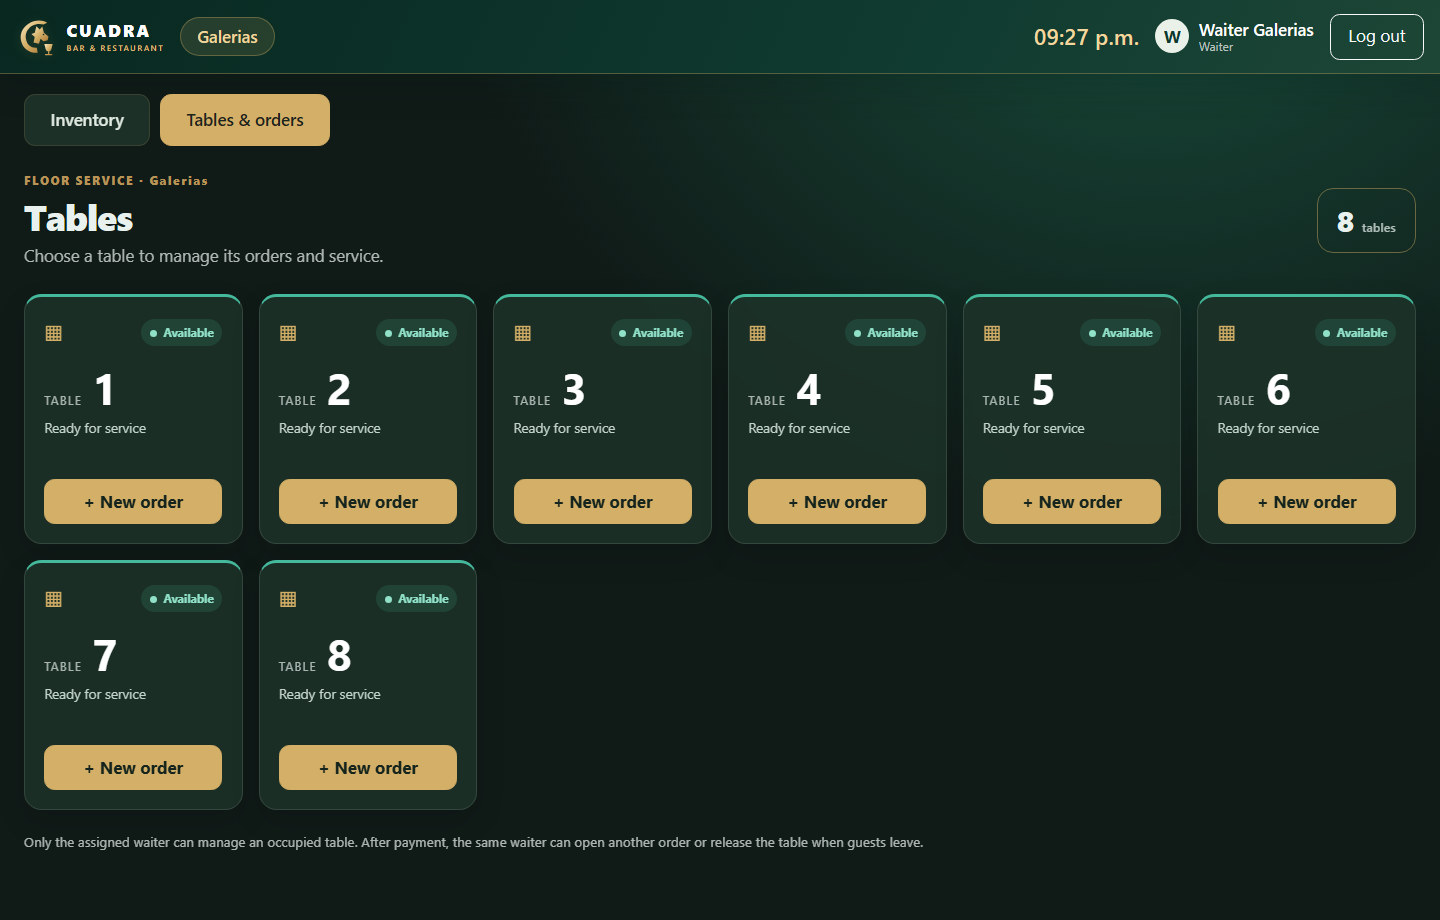 CUADRA
BAR & RESTAURANT
Galerias
09:27 p.m.
W
Waiter Galerias
Waiter
Log out
Inventory
Tables & orders
FLOOR SERVICE · Galerias
Tables
Choose a table to manage its orders and service.
8 tables
Available
TABLE 1
Ready for service
+ New order
Available
TABLE 2
Ready for service
+ New order
Available
TABLE 3
Ready for service
+ New order
Available
TABLE 4
Ready for service
+ New order
Available
TABLE 5
Ready for service
+ New order
Available
TABLE 6
Ready for service
+ New order
Available
TABLE 7
Ready for service
+ New order
Available
TABLE 8
Ready for service
+ New order
Only the assigned waiter can manage an occupied table. After payment, the same waiter can open another order or release the table when guests leave.